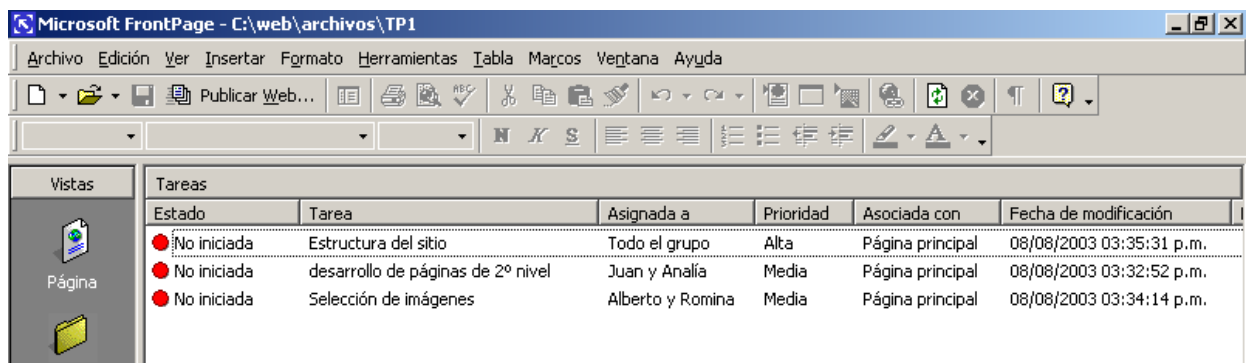 Microsoft FrontPage - C:\web\archivos\TP1
Archivo Edición Ver Insertar Formato Herramientas Tabla Marcos Ventana Ayuda
Publicar Web... ABC
N K S A
Vistas Tareas
Estado Tarea Asignada a Prioridad Asociada con Fecha de modificación
No iniciada Estructura del sitio Todo el grupo Alta Página principal 08/08/2003 03:35:31 p.m.
No iniciada desarrollo de páginas de 2º nivel Juan y Analía Media Página principal 08/08/2003 03:32:52 p.m.
No iniciada Selección de imágenes Alberto y Romina Media Página principal 08/08/2003 03:34:14 p.m.
Página